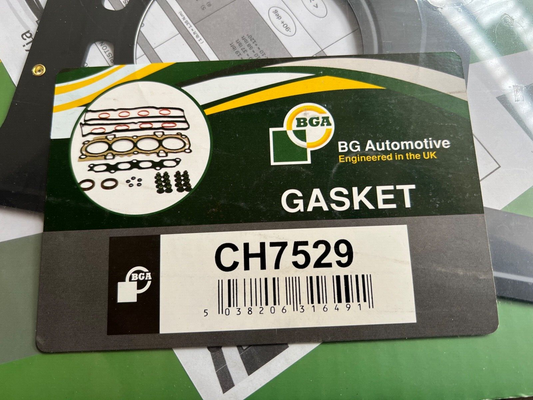 BGA
BG Automotive
Engineered in the UK
GASKET
CH7529
BGA
5 038206 316491